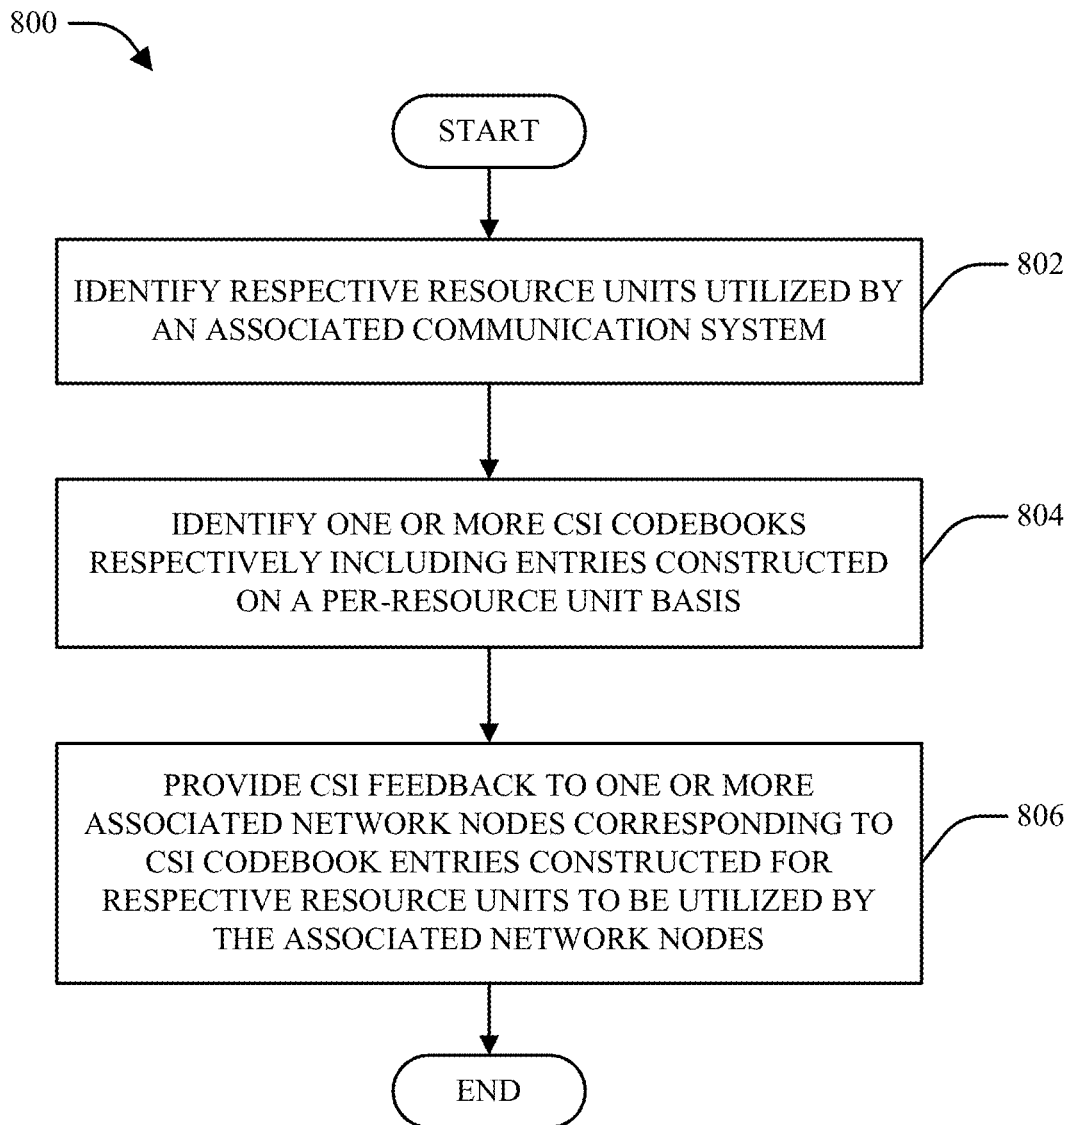 800
START
IDENTIFY RESPECTIVE RESOURCE UNITS UTILIZED BY
AN ASSOCIATED COMMUNICATION SYSTEM
802
IDENTIFY ONE OR MORE CSI CODEBOOKS
RESPECTIVELY INCLUDING ENTRIES CONSTRUCTED
ON A PER-RESOURCE UNIT BASIS
804
PROVIDE CSI FEEDBACK TO ONE OR MORE
ASSOCIATED NETWORK NODES CORRESPONDING TO
CSI CODEBOOK ENTRIES CONSTRUCTED FOR
RESPECTIVE RESOURCE UNITS TO BE UTILIZED BY
THE ASSOCIATED NETWORK NODES
806
END